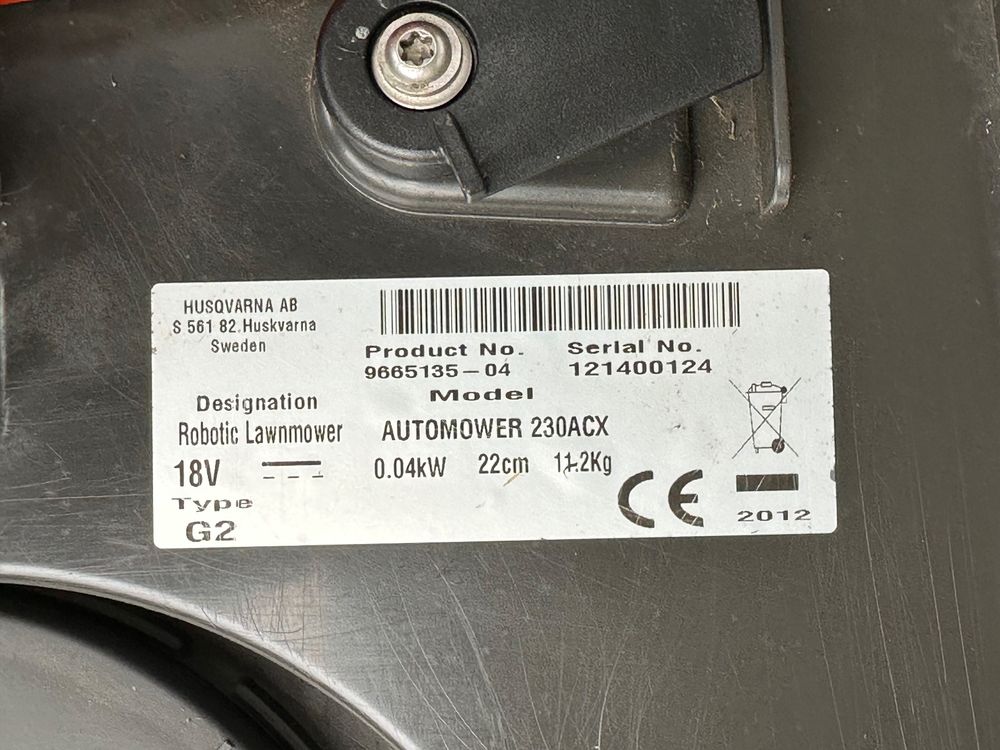 HUSQVARNA AB
S 561 82 Huskvarna
Sweden
Product No. Serial No.
9665135-04 121400124
Model
Designation
Robotic Lawnmower AUTOMOWER 230ACX
18V 0.04kW 22cm 11.2Kg
Type
G2
CE
2012